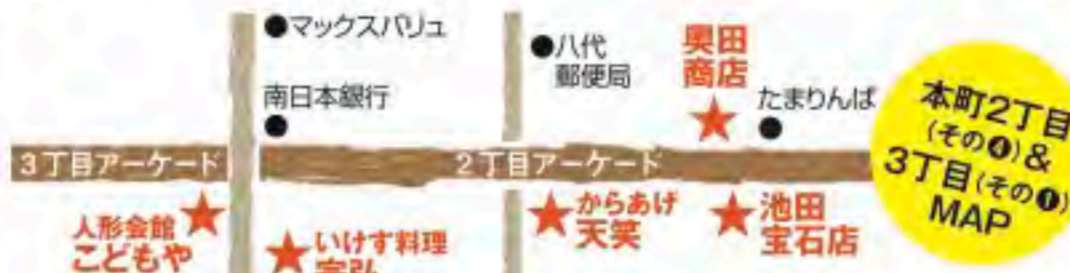 マックスバリュ
八代
郵便局
奥田
商店
南日本銀行
たまりんば
本町2丁目
(その❹)&
3丁目(その❶)
MAP
3丁目アーケード
2丁目アーケード
人形会館
こどもや
いけす料理
からあげ
天笑
池田
宝石店